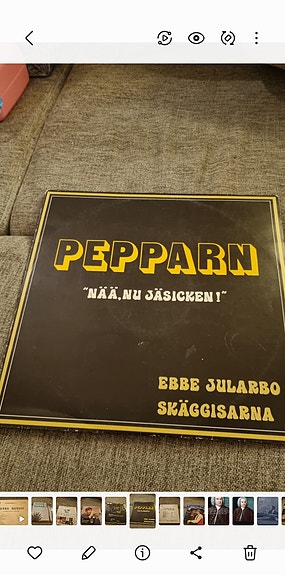 PEPPARN
"NÄÄ, NU JÄSICKEN!"
EBBE JULARBO
SKÄGGISARNA